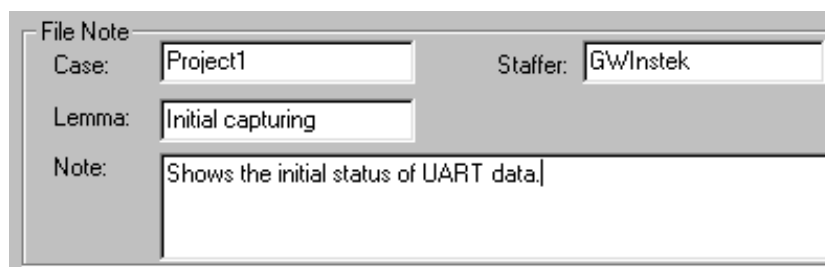 File Note
Case: Project1 Staffer: GWInstek
Lemma: Initial capturing
Note: Shows the initial status of UART data.